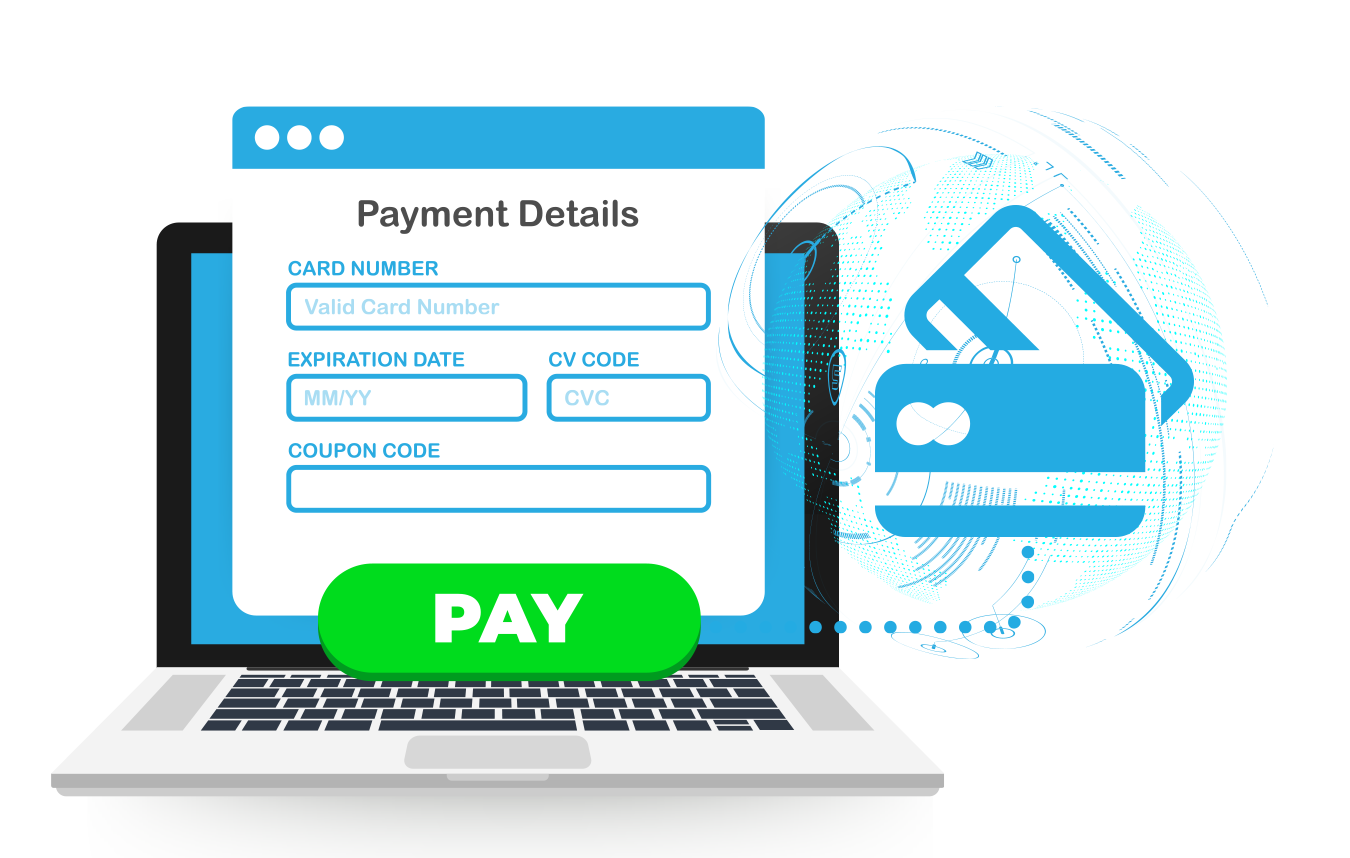 Payment Details
CARD NUMBER
Valid Card Number
EXPIRATION DATE CV CODE
MM/YY CVC
COUPON CODE
PAY